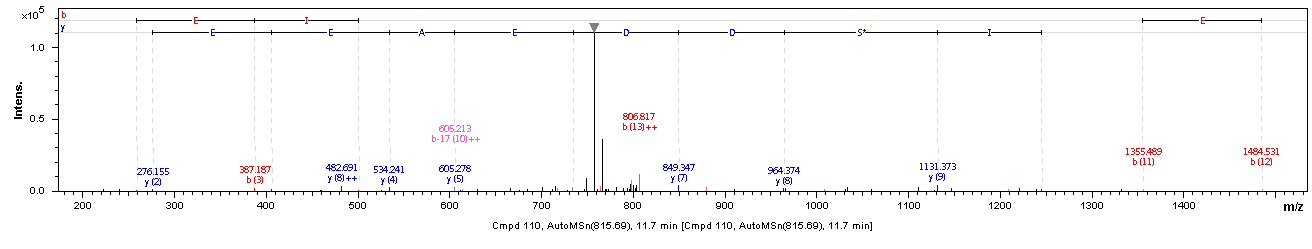 x10⁵
b
y
E I E
E E A E D D S* I
1.0
0.5
0.0
Intens.
605.213
b-17 (10)++
806.817
b (13)++
276.155
y (2)
387.187
b (3)
482.691
y (8)++
534.241
y (4)
605.278
y (5)
849.347
y (7)
964.374
y (8)
1131.373
y (9)
1355.489
b (11)
1484.531
b (12)
200 300 400 500 600 700 800 900 1000 1100 1200 1300 1400 m/z
Cmpd 110, AutoMSn(815.69), 11.7 min [Cmpd 110, AutoMSn(815.69), 11.7 min]